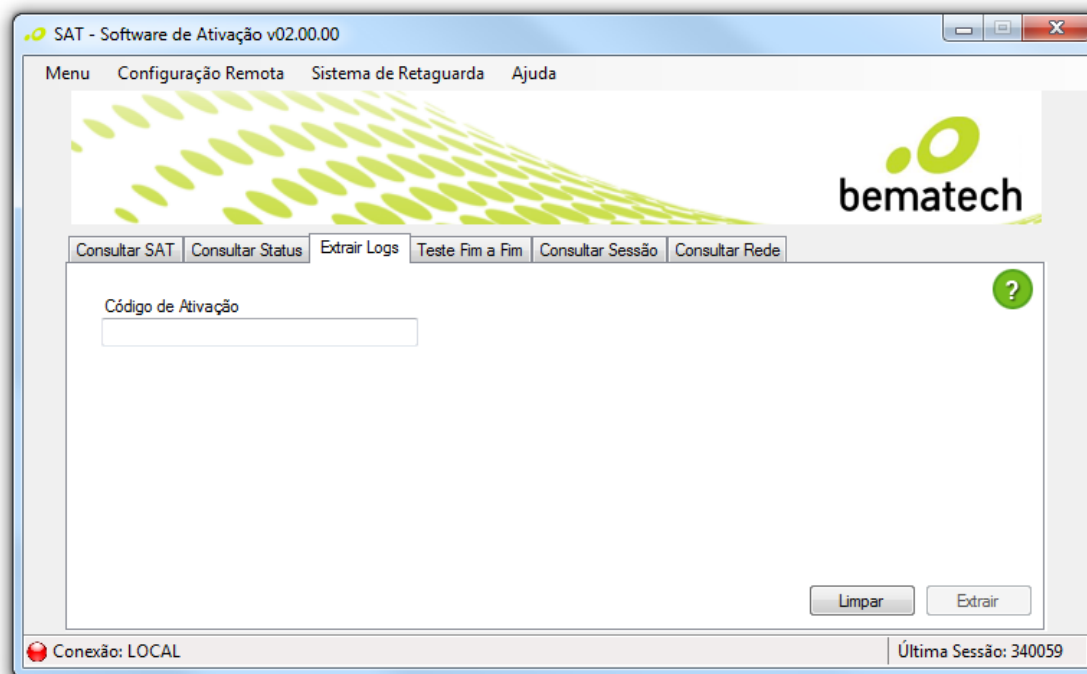 SAT - Software de Ativação v02.00.00
Menu Configuração Remota Sistema de Retaguarda Ajuda
bematech
Consultar SAT Consultar Status Extrair Logs Teste Fim a Fim Consultar Sessão Consultar Rede
?
Código de Ativação
Limpar Extrair
Conexão: LOCAL Última Sessão: 340059